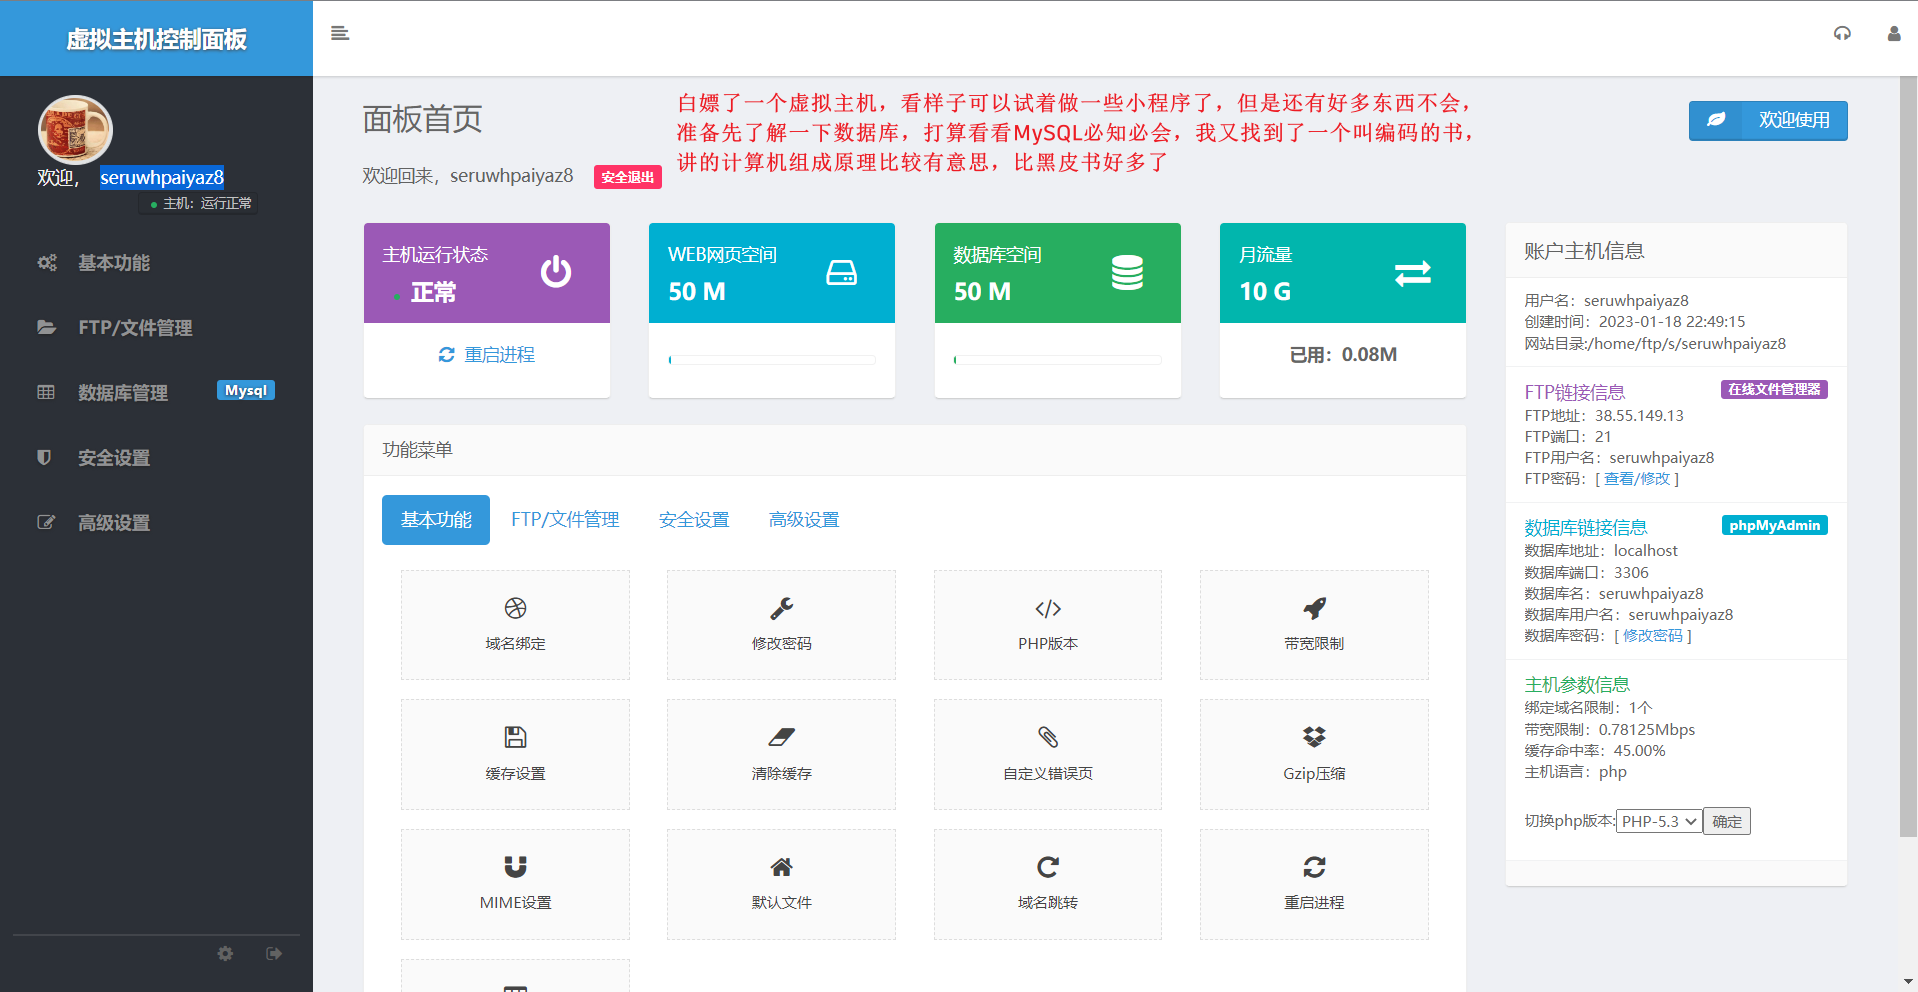 虚拟主机控制面板
欢迎， seruwhpaiyaz8
主机：运行正常
基本功能
FTP/文件管理
数据库管理 Mysql
安全设置
高级设置
面板首页
白嫖了一个虚拟主机，看样子可以试着做一些小程序了，但是还有好多东西不会，
准备先了解一下数据库，打算看看MySQL必知必会，我又找到了一个叫编码的书，
讲的计算机组成原理比较有意思，比黑皮书好多了
欢迎使用
欢迎回来，seruwhpaiyaz8 安全退出
主机运行状态
正常
重启进程
WEB网页空间
50 M
数据库空间
50 M
月流量
10 G
已用：0.08M
功能菜单
基本功能 FTP/文件管理 安全设置 高级设置
域名绑定 修改密码 PHP版本 带宽限制
缓存设置 清除缓存 自定义错误页 Gzip压缩
MIME设置 默认文件 域名跳转 重启进程
账户主机信息
用户名：seruwhpaiyaz8
创建时间：2023-01-18 22:49:15
网站目录:/home/ftp/s/seruwhpaiyaz8
FTP链接信息 在线文件管理器
FTP地址：38.55.149.13
FTP端口：21
FTP用户名：seruwhpaiyaz8
FTP密码：[ 查看/修改 ]
数据库链接信息 phpMyAdmin
数据库地址：localhost
数据库端口：3306
数据库名：seruwhpaiyaz8
数据库用户名：seruwhpaiyaz8
数据库密码：[ 修改密码 ]
主机参数信息
绑定域名限制：1个
带宽限制：0.78125Mbps
缓存命中率：45.00%
主机语言：php
切换php版本: PHP-5.3 确定